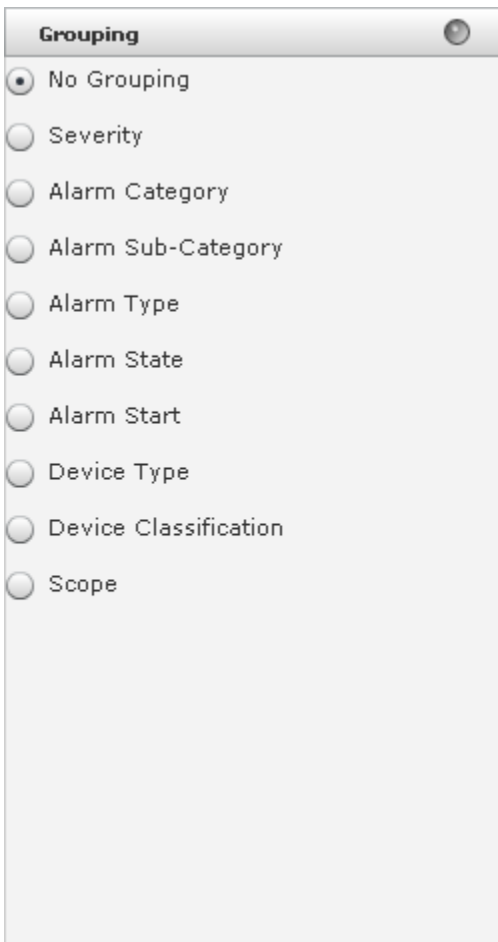 Grouping
No Grouping
Severity
Alarm Category
Alarm Sub-Category
Alarm Type
Alarm State
Alarm Start
Device Type
Device Classification
Scope